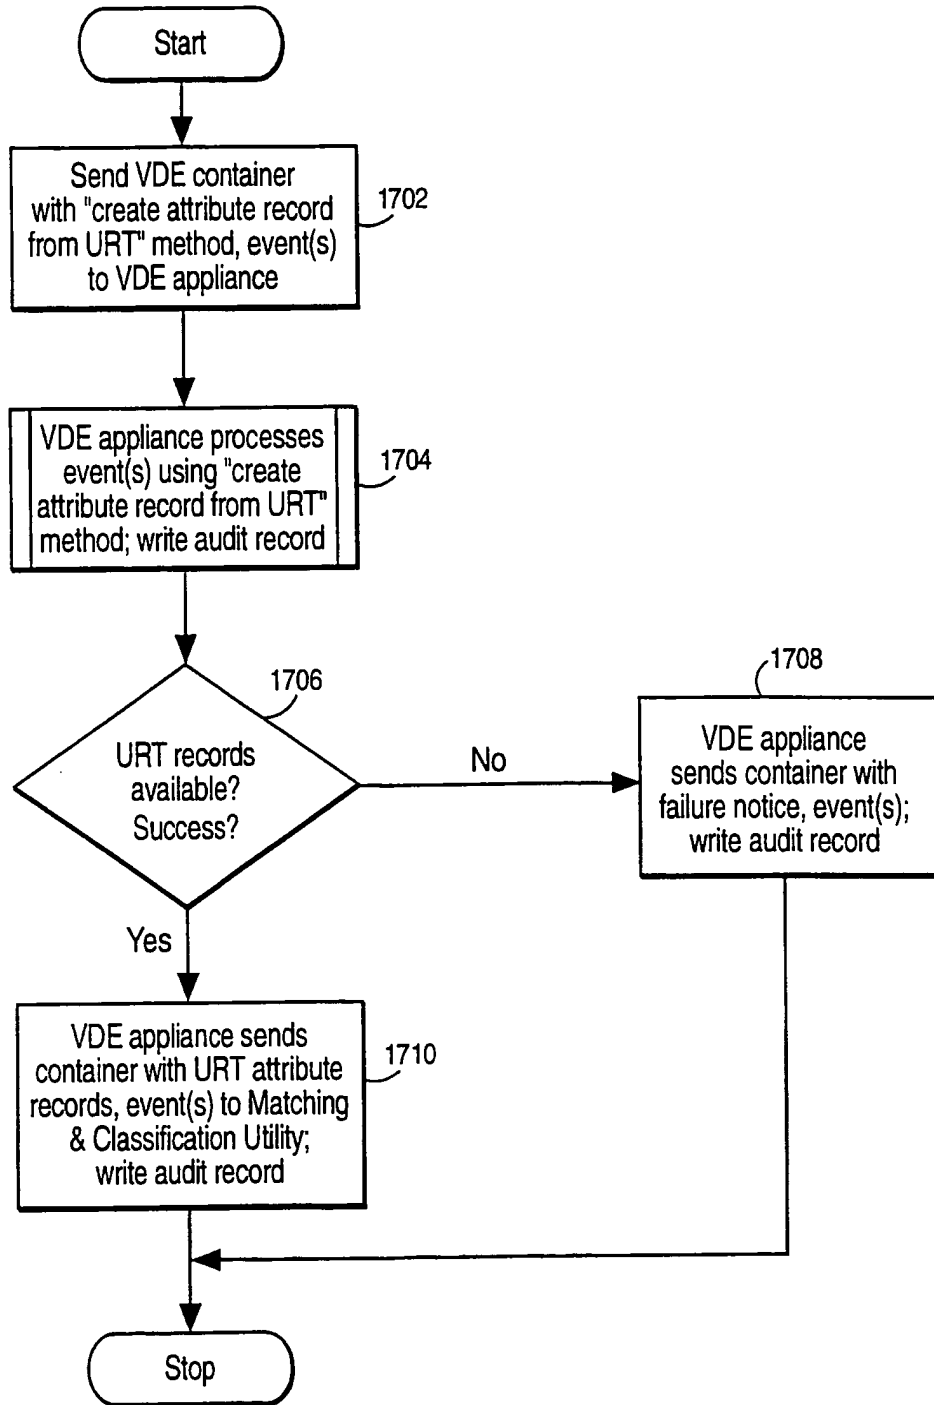 Start
Send VDE container
with "create attribute record
from URT" method, event(s)
to VDE appliance
1702
VDE appliance processes
event(s) using "create
attribute record from URT"
method; write audit record
1704
URT records
available?
Success?
1706
No
1708
VDE appliance
sends container with
failure notice, event(s);
write audit record
Yes
VDE appliance sends
container with URT attribute
records, event(s) to Matching
& Classification Utility;
write audit record
1710
Stop